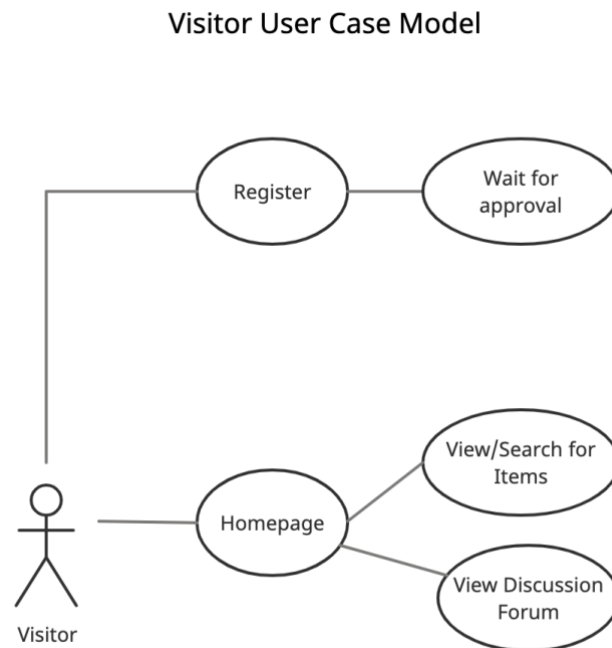 Visitor User Case Model
Register
Wait for
approval
View/Search for
Items
Homepage
View Discussion
Forum
Visitor